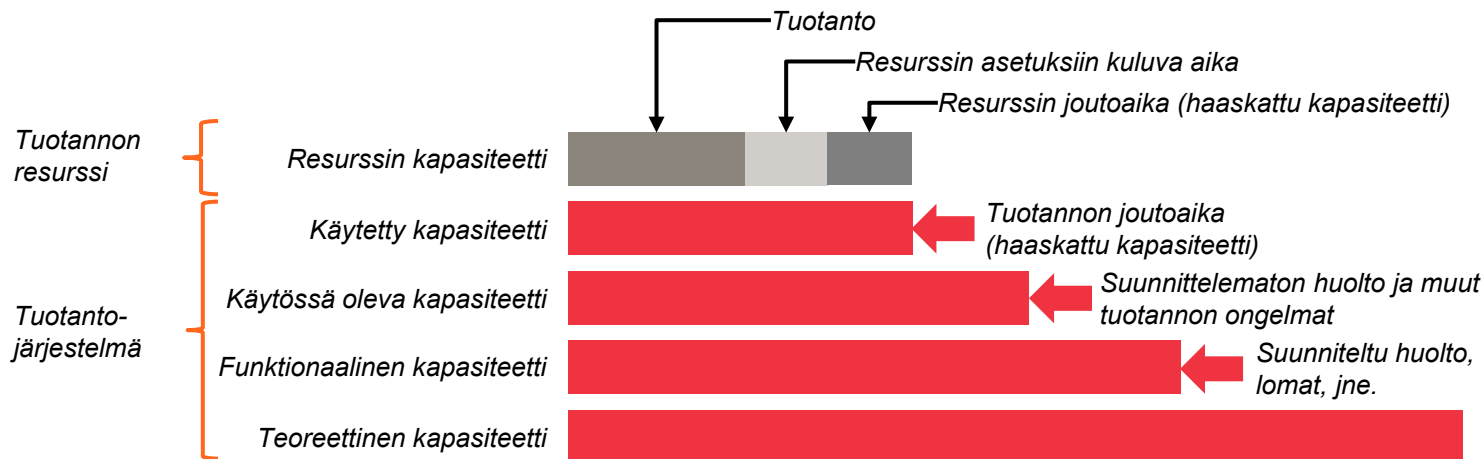 Tuotanto
Resurssin asetuksiin kuluva aika
Resurssin joutoaika (haaskattu kapasiteetti)
Tuotannon
resurssi
Resurssin kapasiteetti
Käytetty kapasiteetti
Tuotannon joutoaika
(haaskattu kapasiteetti)
Tuotanto-
järjestelmä
Käytössä oleva kapasiteetti
Suunnittelematon huolto ja muut
tuotannon ongelmat
Funktionaalinen kapasiteetti
Suunniteltu huolto,
lomat, jne.
Teoreettinen kapasiteetti